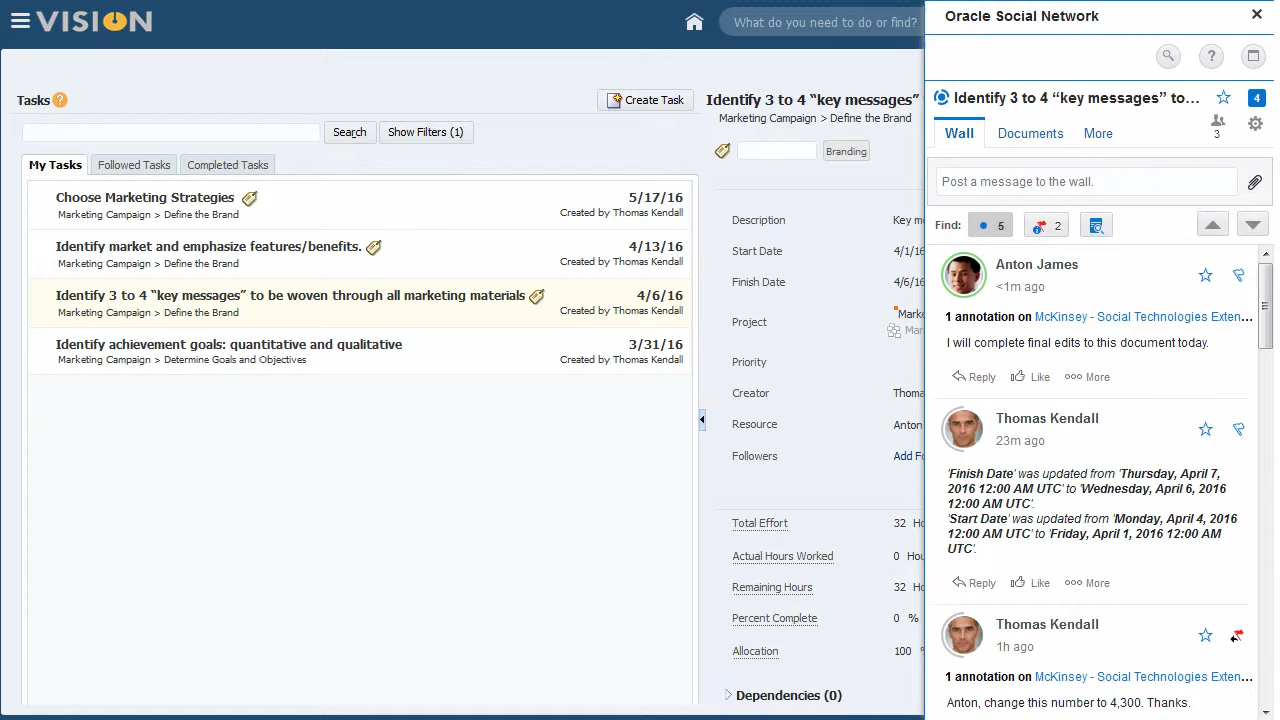 VISION
What do you need to do or find?
Oracle Social Network
Tasks
Create Task
Search
Show Filters (1)
My Tasks
Followed Tasks
Completed Tasks
Choose Marketing Strategies
5/17/16
Marketing Campaign > Define the Brand
Created by Thomas Kendall
Identify market and emphasize features/benefits.
4/13/16
Marketing Campaign > Define the Brand
Created by Thomas Kendall
Identify 3 to 4 “key messages” to be woven through all marketing materials
4/6/16
Marketing Campaign > Define the Brand
Created by Thomas Kendall
Identify achievement goals: quantitative and qualitative
3/31/16
Marketing Campaign > Determine Goals and Objectives
Created by Thomas Kendall
Identify 3 to 4 “key messages”
Marketing Campaign > Define the Brand
Branding
Description
Key m
Start Date
4/1/16
Finish Date
4/6/16
Project
Marke
Mar
Priority
Creator
Thoma
Resource
Anton
Followers
Add Fo
Total Effort
32 Ho
Actual Hours Worked
0 Hou
Remaining Hours
32 Ho
Percent Complete
0 %
Allocation
100 %
Dependencies (0)
Identify 3 to 4 “key messages” to...
4
Wall
Documents
More
3
Post a message to the wall.
Find:
5
2
Anton James
<1m ago
1 annotation on McKinsey - Social Technologies Exten...
I will complete final edits to this document today.
Reply
Like
More
Thomas Kendall
23m ago
'Finish Date' was updated from 'Thursday, April 7,
2016 12:00 AM UTC' to 'Wednesday, April 6, 2016
12:00 AM UTC'.
'Start Date' was updated from 'Monday, April 4, 2016
12:00 AM UTC' to 'Friday, April 1, 2016 12:00 AM
UTC'.
Reply
Like
More
Thomas Kendall
1h ago
1 annotation on McKinsey - Social Technologies Exten...
Anton, change this number to 4,300. Thanks.